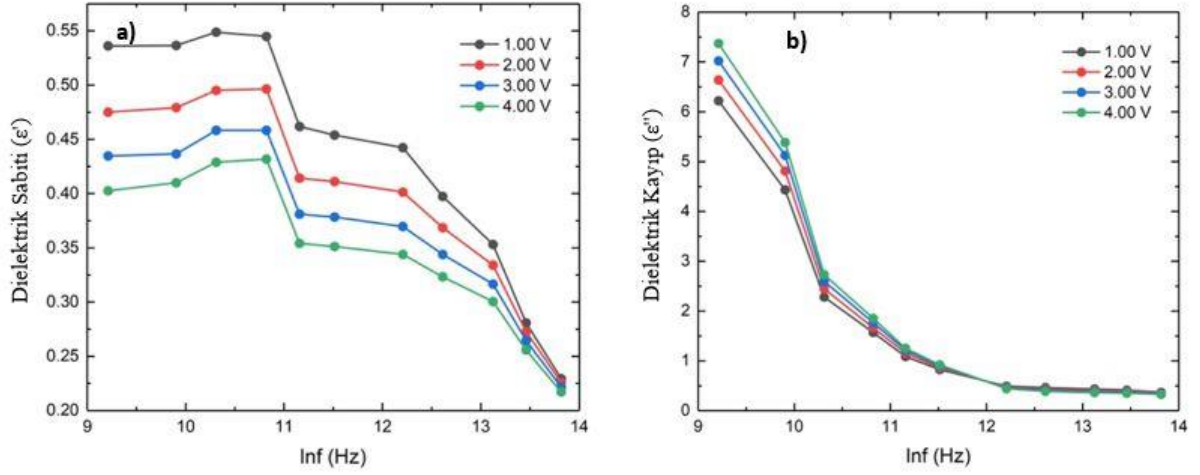 a)
0.55
0.50
0.45
0.40
0.35
0.30
0.25
0.20
Dielektrik Sabiti (ε')
1.00 V
2.00 V
3.00 V
4.00 V
9 10 11 12 13 14
lnf (Hz)
b)
8
7
6
5
4
3
2
1
0
Dielektrik Kayıp (ε'')
1.00 V
2.00 V
3.00 V
4.00 V
9 10 11 12 13 14
lnf (Hz)